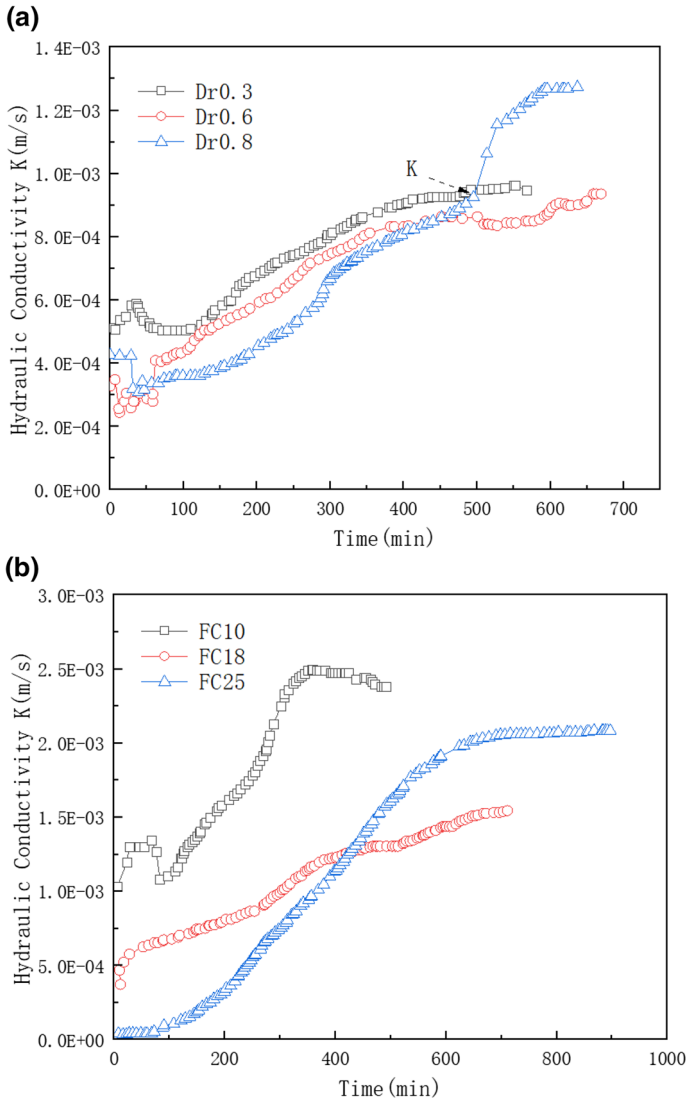 (a)
1.4E-03
1.2E-03
1.0E-03
8.0E-04
6.0E-04
4.0E-04
2.0E-04
0.0E+00
Hydraulic Conductivity K(m/s)
Dr0.3
Dr0.6
Dr0.8
K
0 100 200 300 400 500 600 700
Time(min)
(b)
3.0E-03
2.5E-03
2.0E-03
1.5E-03
1.0E-03
5.0E-04
0.0E+00
Hydraulic Conductivity K(m/s)
FC10
FC18
FC25
0 200 400 600 800 1000
Time(min)